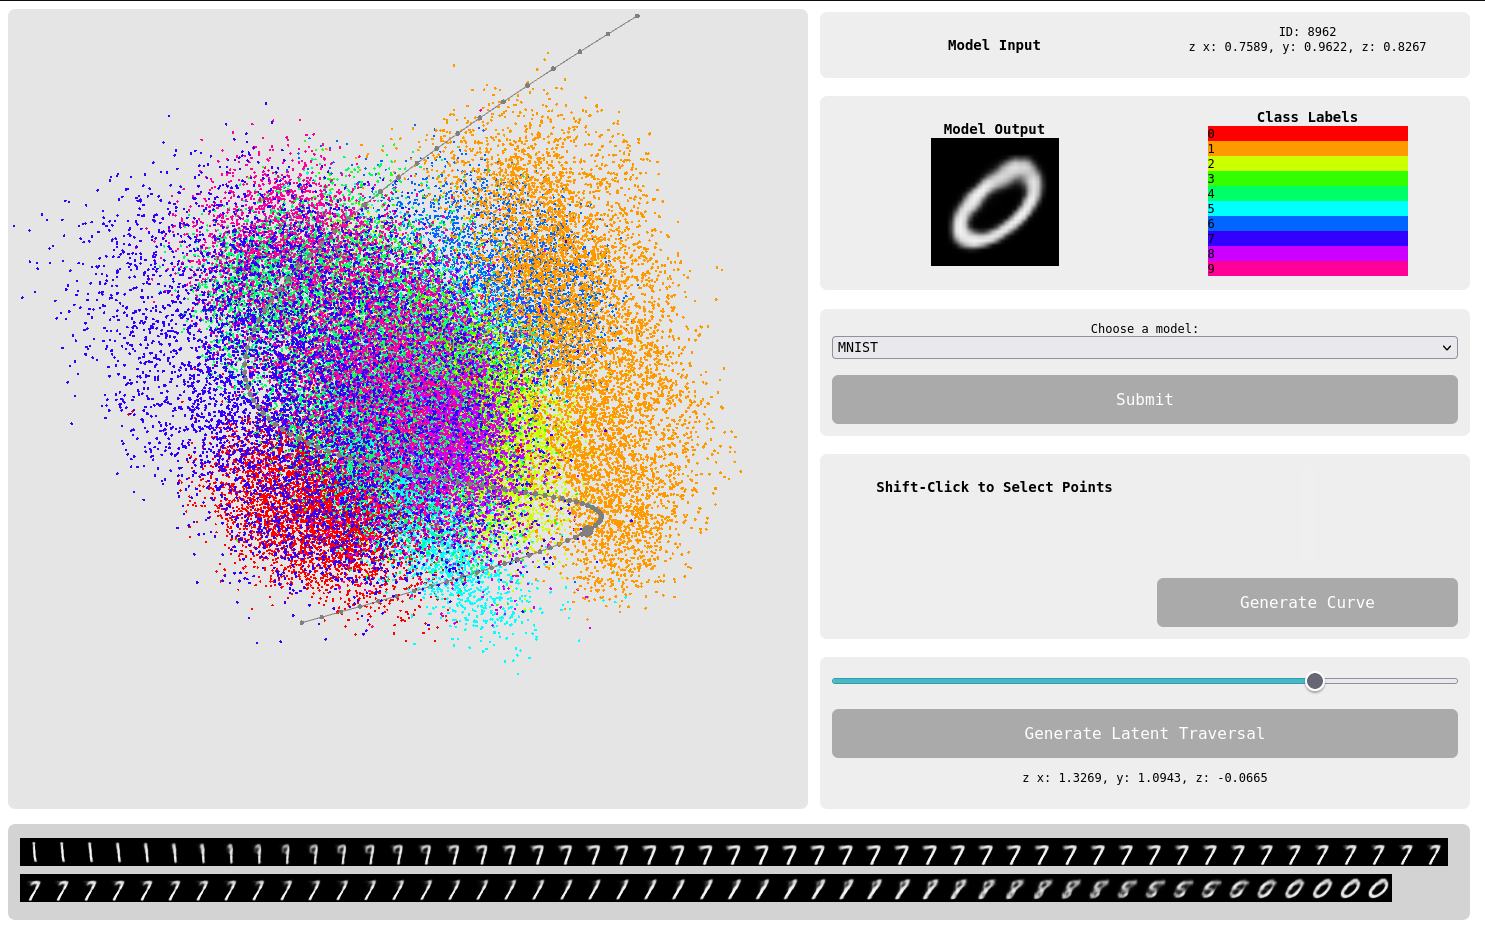 Model Input
ID: 8962
z x: 0.7589, y: 0.9622, z: 0.8267
Model Output
Class Labels
0
1
2
3
4
5
6
7
8
9
Choose a model:
MNIST
Submit
Shift-Click to Select Points
Generate Curve
Generate Latent Traversal
z x: 1.3269, y: 1.0943, z: -0.0665